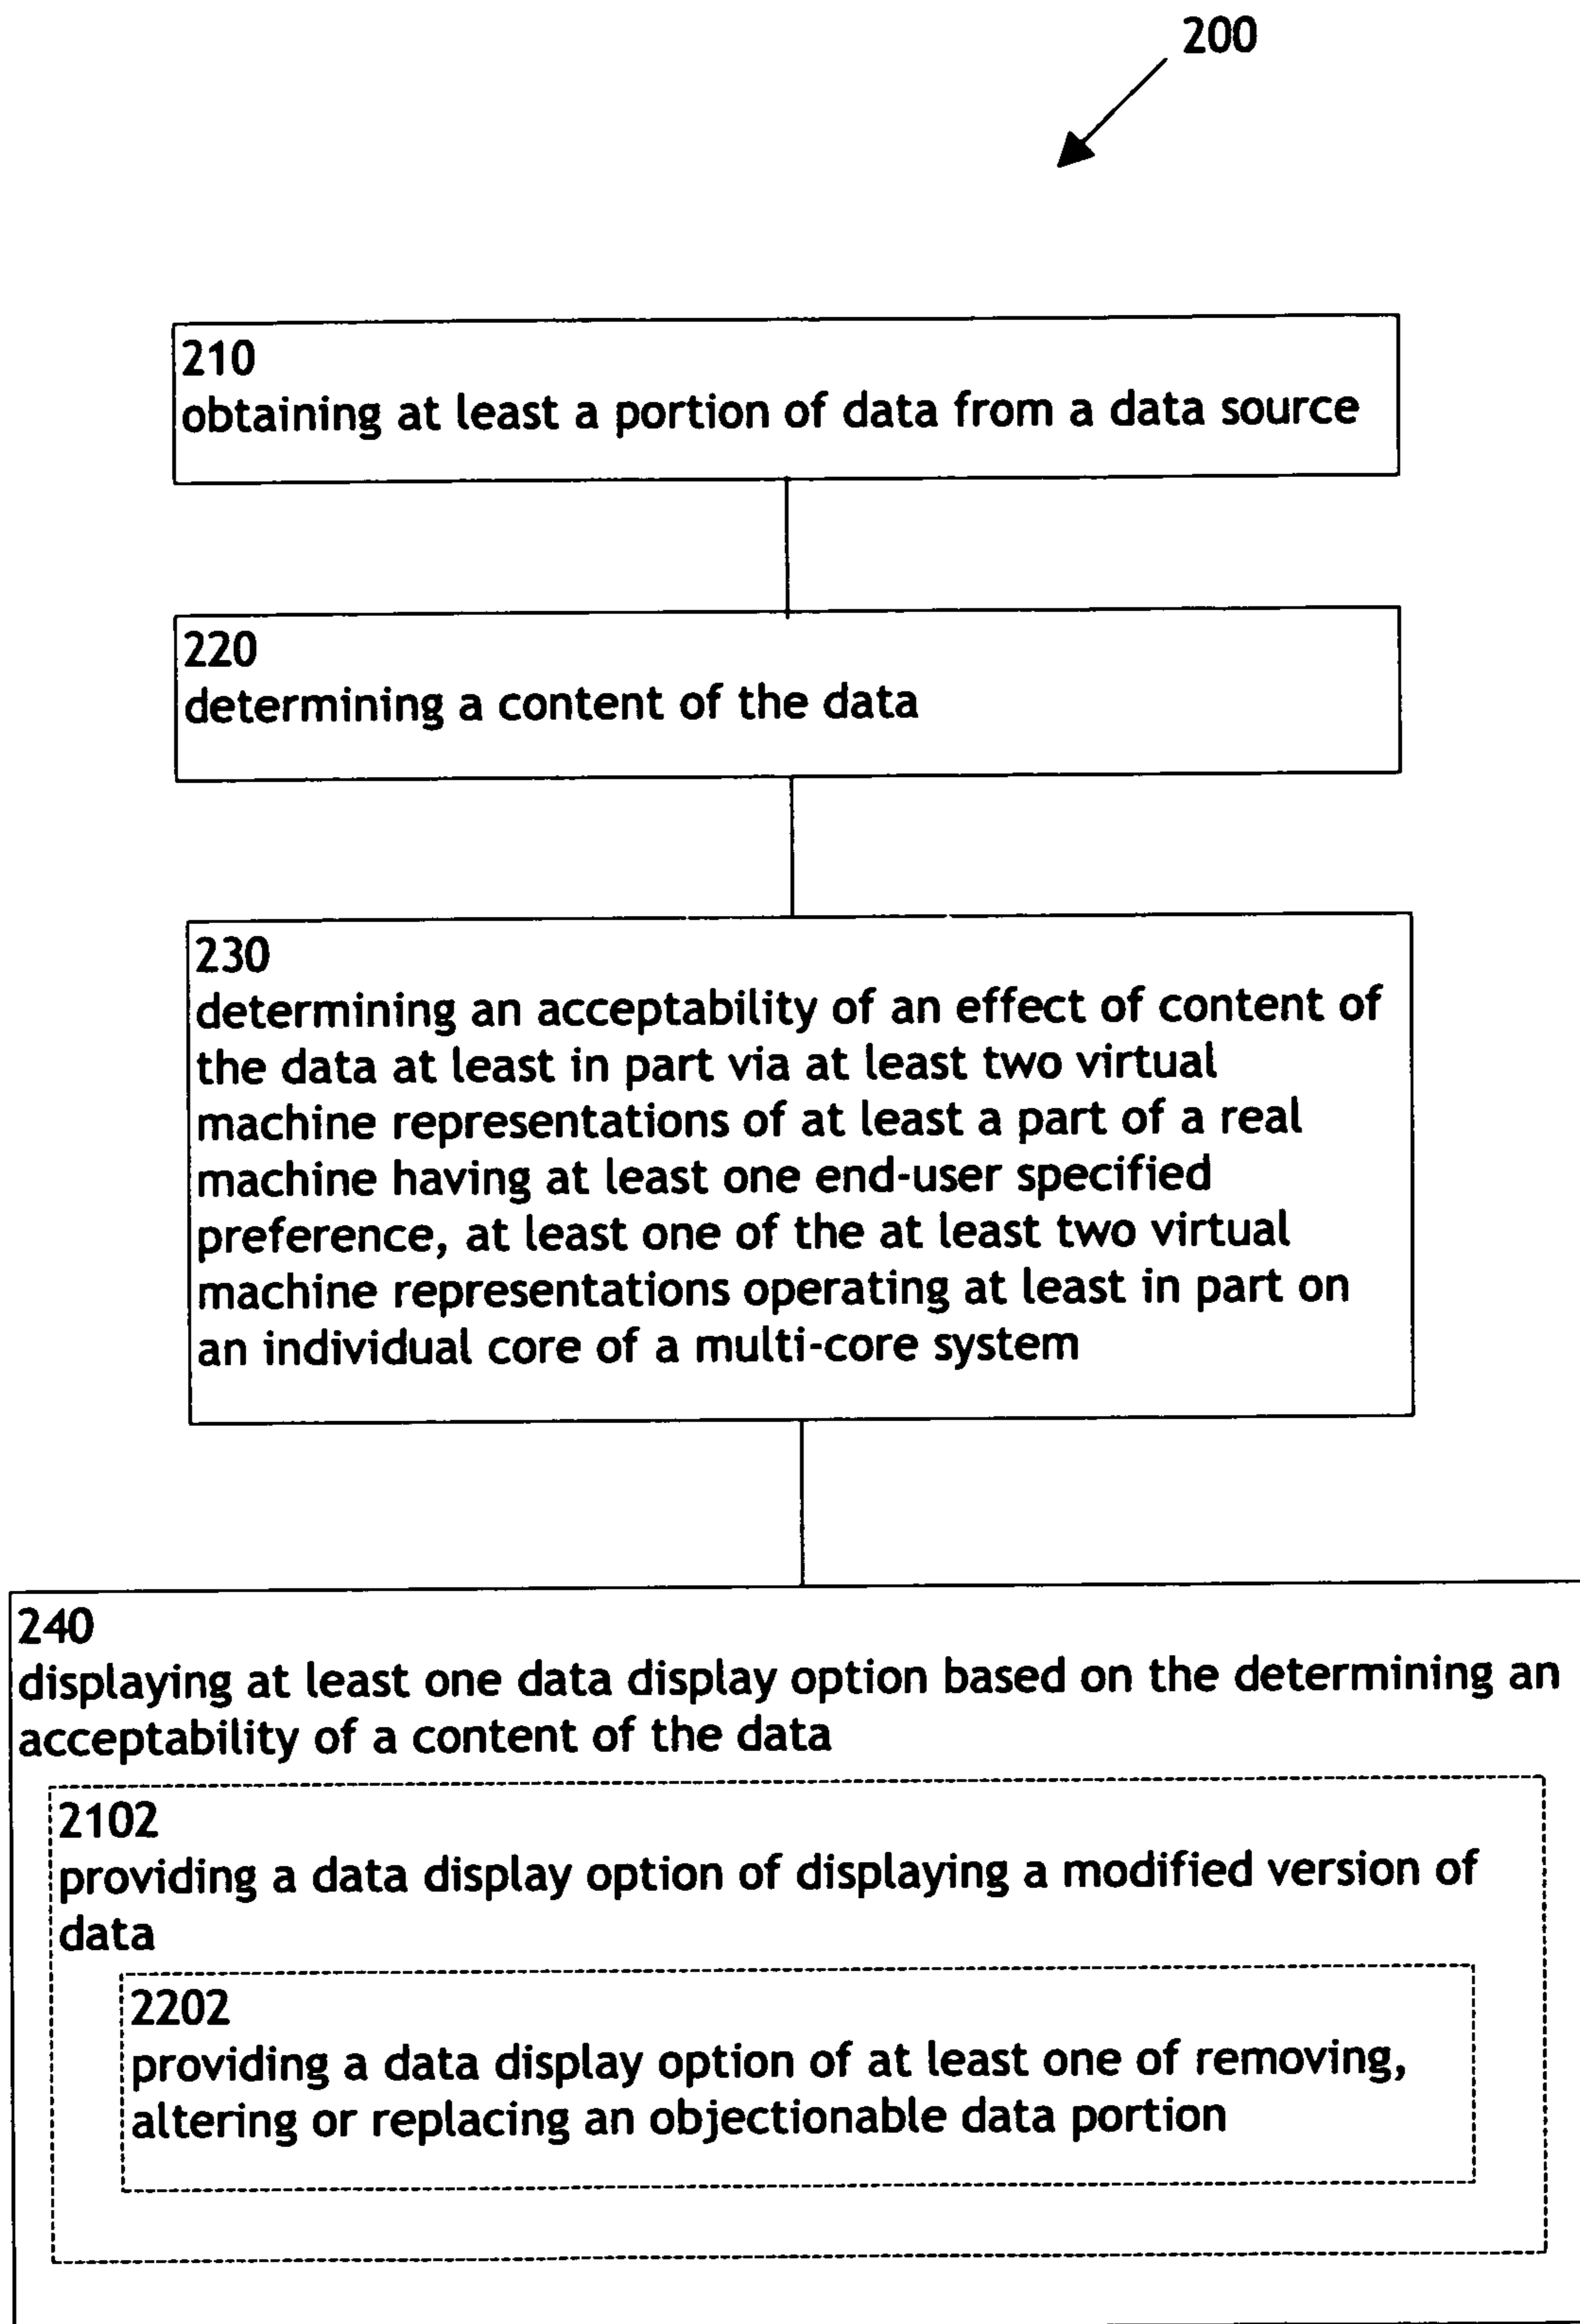 200
210
obtaining at least a portion of data from a data source
220
determining a content of the data
230
determining an acceptability of an effect of content of
the data at least in part via at least two virtual
machine representations of at least a part of a real
machine having at least one end-user specified
preference, at least one of the at least two virtual
machine representations operating at least in part on
an individual core of a multi-core system
240
displaying at least one data display option based on the determining an
acceptability of a content of the data
2102
providing a data display option of displaying a modified version of
data
2202
providing a data display option of at least one of removing,
altering or replacing an objectionable data portion